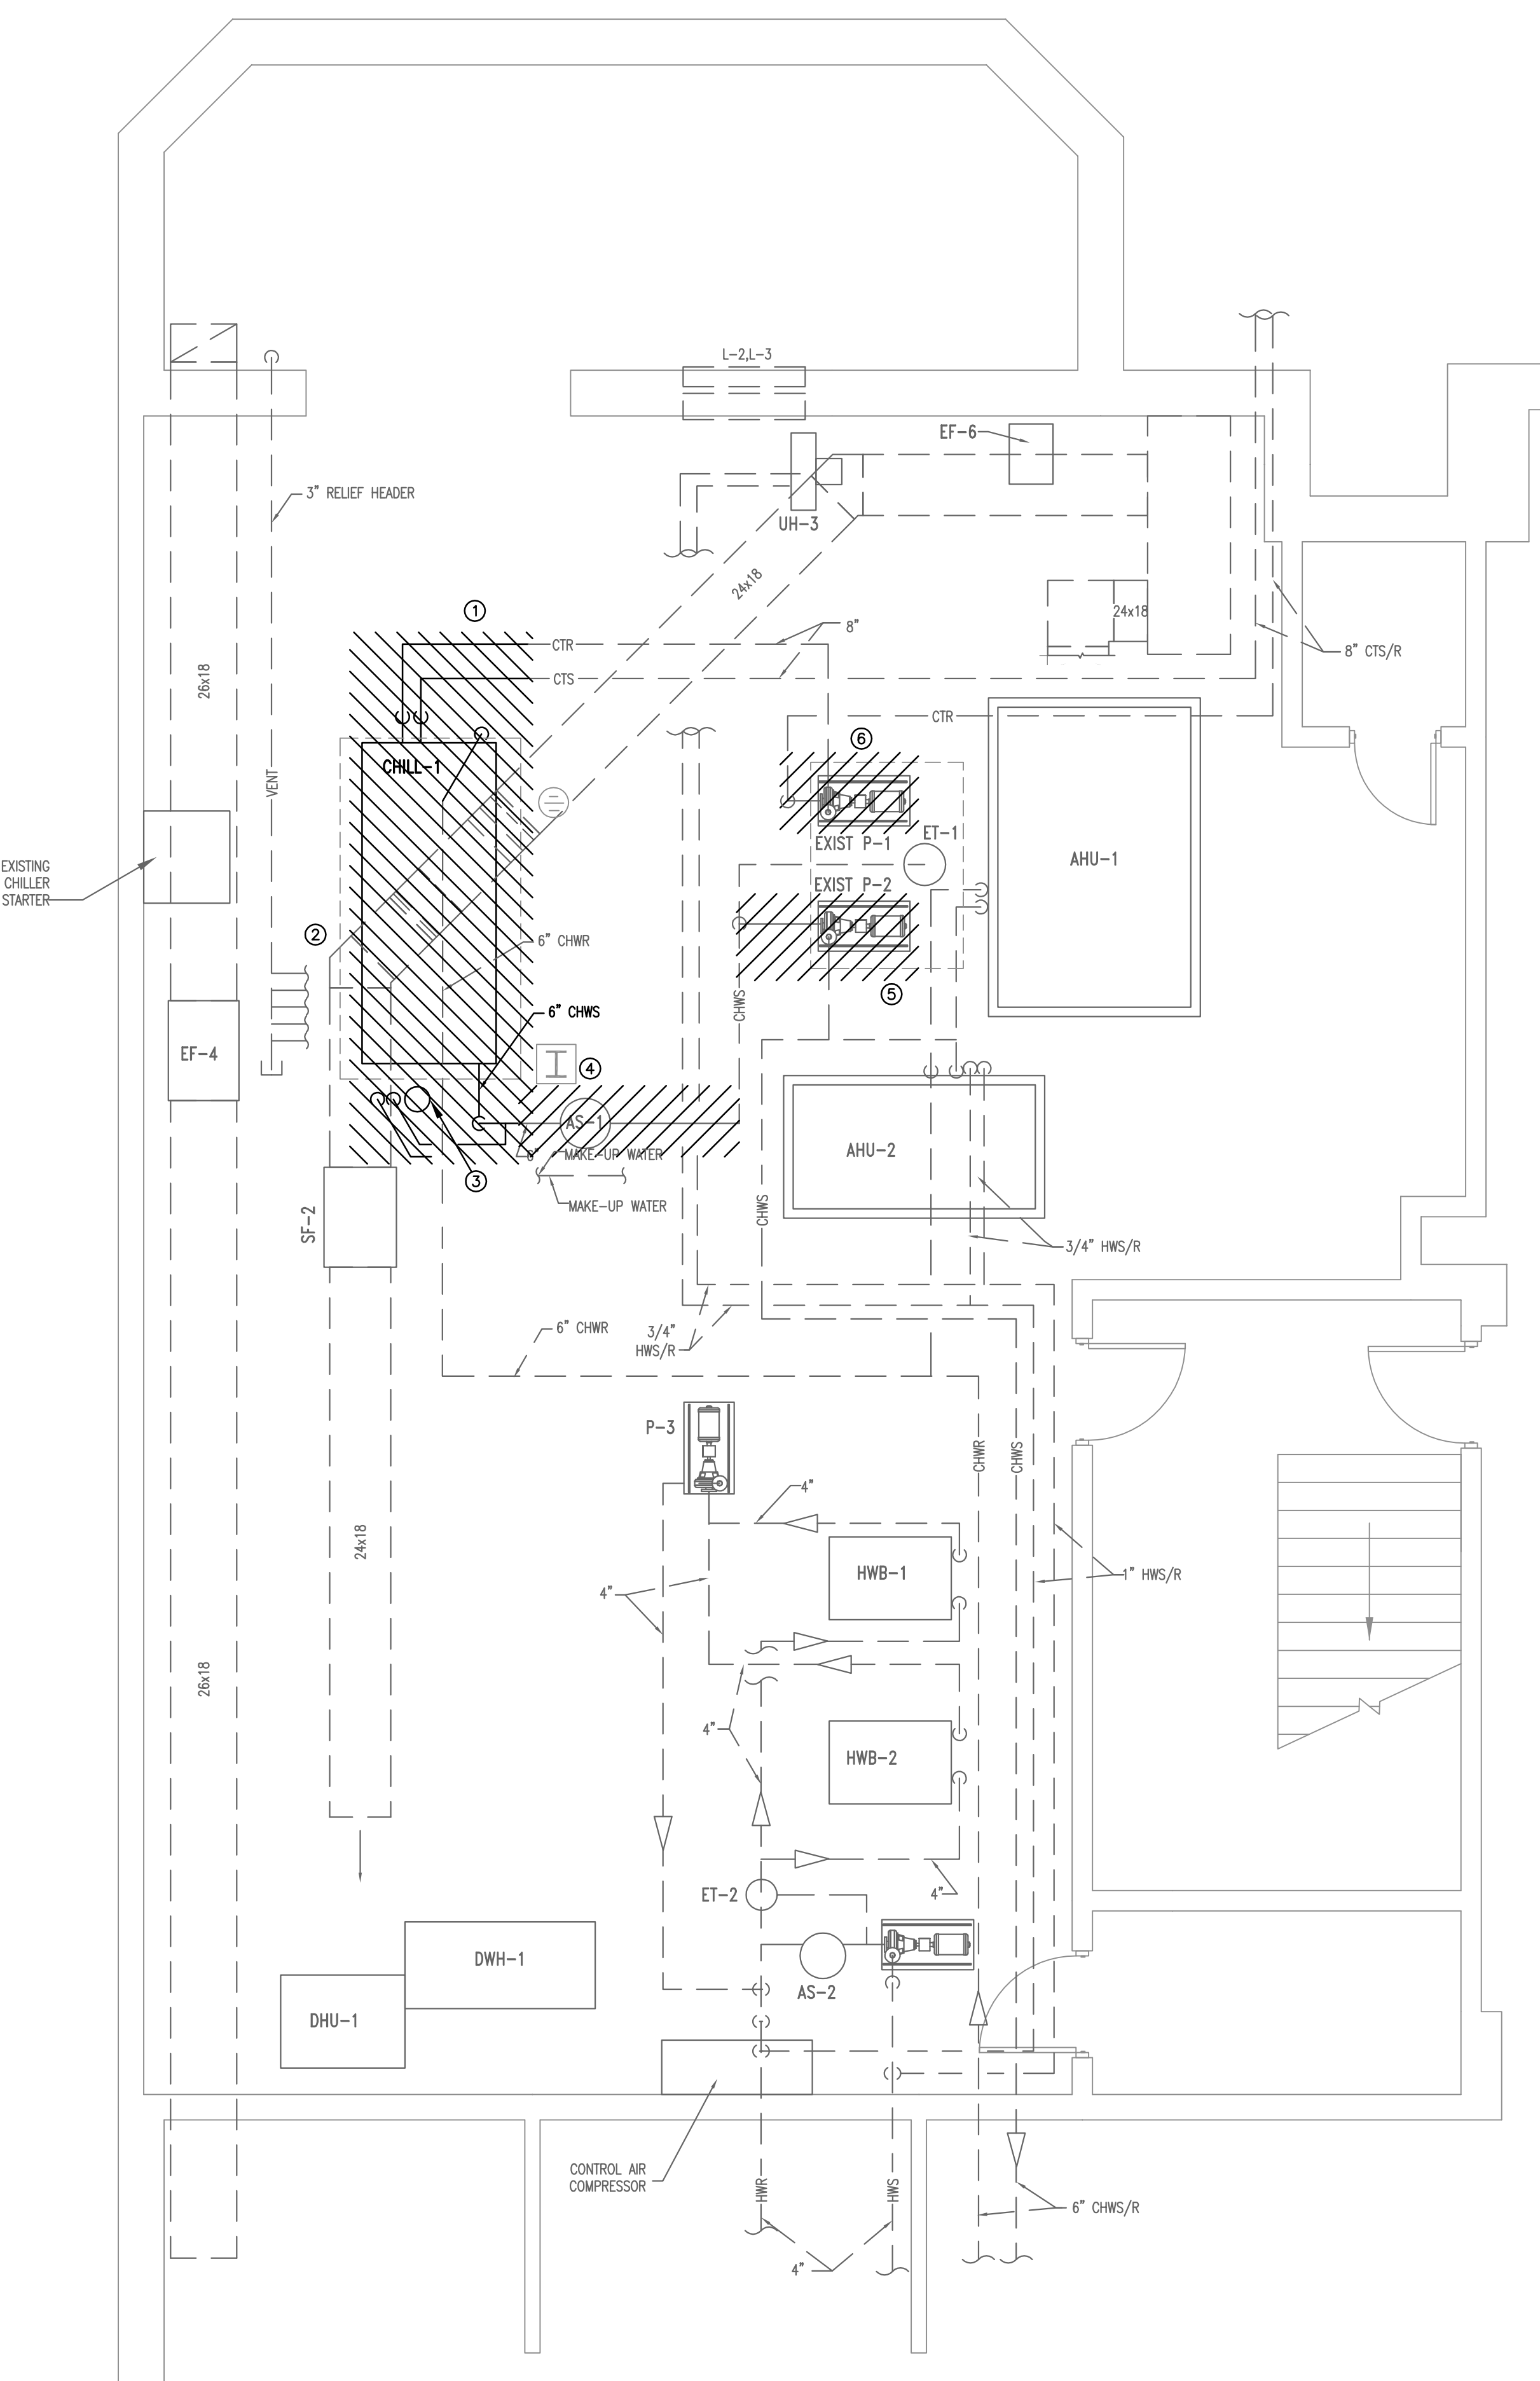 L-2,L-3
EF-6
3" RELIEF HEADER
UH-3
24x18
24x18
1
CTR
8"
26x18
CTS
8" CTS/R
CTR
6
VENT
CHILL-1
ET-1
EXIST P-1
EXISTING
CHILLER
STARTER
AHU-1
EXIST P-2
2
6" CHWR
5
CHWS
6" CHWS
EF-4
4
AS-1
6"
MAKE-UP WATER
AHU-2
3
MAKE-UP WATER
SF-2
CHWS
3/4" HWS/R
6" CHWR
3/4"
HWS/R
P-3
CHWR
CHWS
4"
24x18
HWB-1
1" HWS/R
4"
26x18
4"
HWB-2
ET-2
4"
DWH-1
AS-2
DHU-1
CONTROL AIR
COMPRESSOR
HWR
HWS
6" CHWS/R
4"